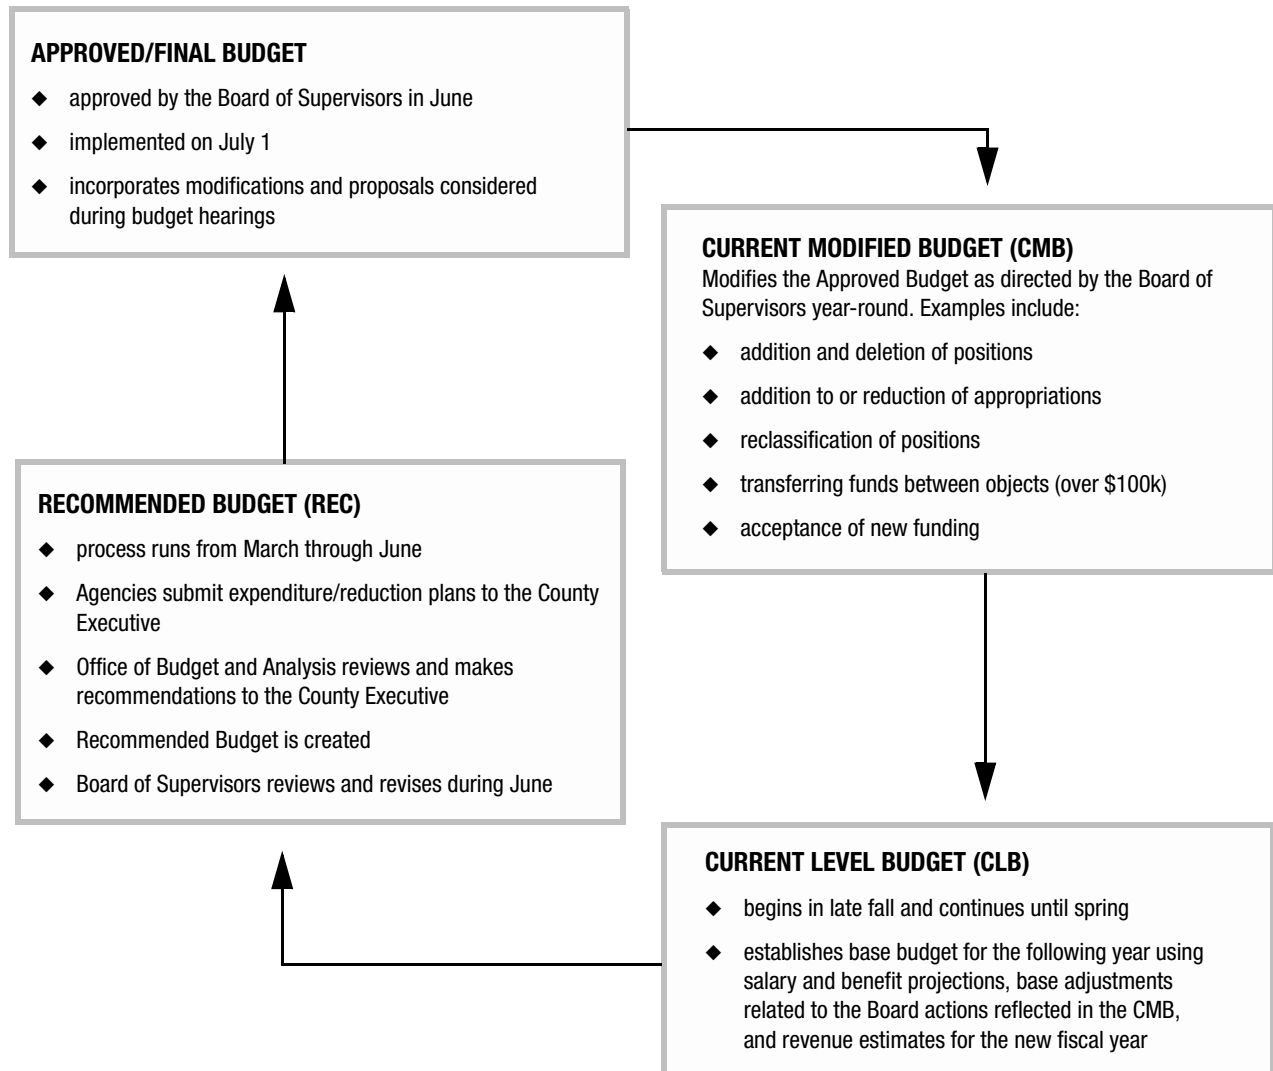 APPROVED/FINAL BUDGET
◆ approved by the Board of Supervisors in June
◆ implemented on July 1
◆ incorporates modifications and proposals considered
during budget hearings
CURRENT MODIFIED BUDGET (CMB)
Modifies the Approved Budget as directed by the Board of
Supervisors year-round. Examples include:
◆ addition and deletion of positions
◆ addition to or reduction of appropriations
◆ reclassification of positions
◆ transferring funds between objects (over $100k)
◆ acceptance of new funding
RECOMMENDED BUDGET (REC)
◆ process runs from March through June
◆ Agencies submit expenditure/reduction plans to the County
Executive
◆ Office of Budget and Analysis reviews and makes
recommendations to the County Executive
◆ Recommended Budget is created
◆ Board of Supervisors reviews and revises during June
CURRENT LEVEL BUDGET (CLB)
◆ begins in late fall and continues until spring
◆ establishes base budget for the following year using
salary and benefit projections, base adjustments
related to the Board actions reflected in the CMB,
and revenue estimates for the new fiscal year